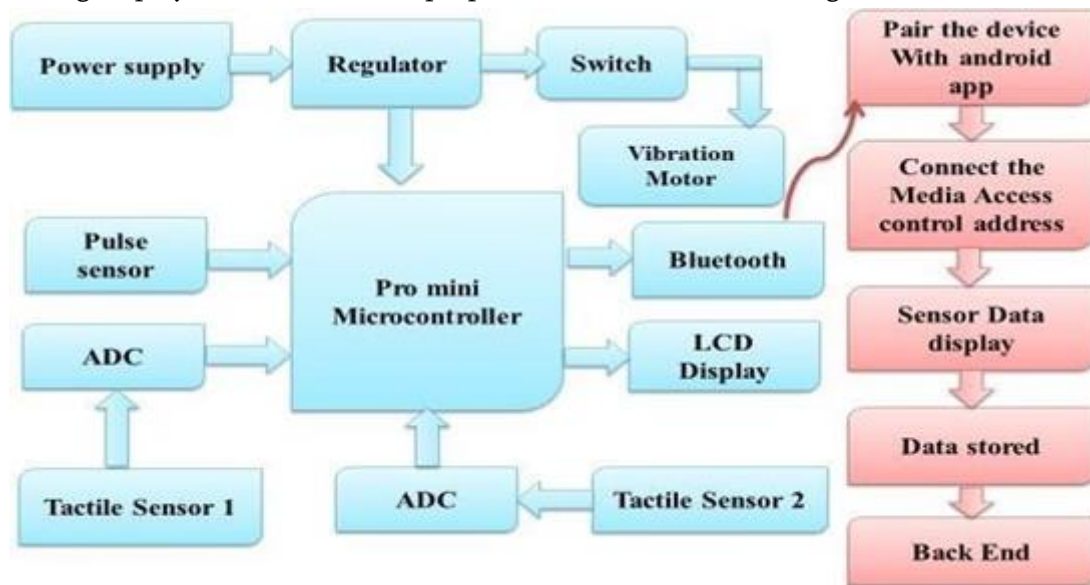 Power supply
Regulator
Switch
Vibration
Motor
Pulse
sensor
Pro mini
Microcontroller
Bluetooth
ADC
LCD
Display
Tactile Sensor 1
ADC
Tactile Sensor 2
Pair the device
With android
app
Connect the
Media Access
control address
Sensor Data
display
Data stored
Back End